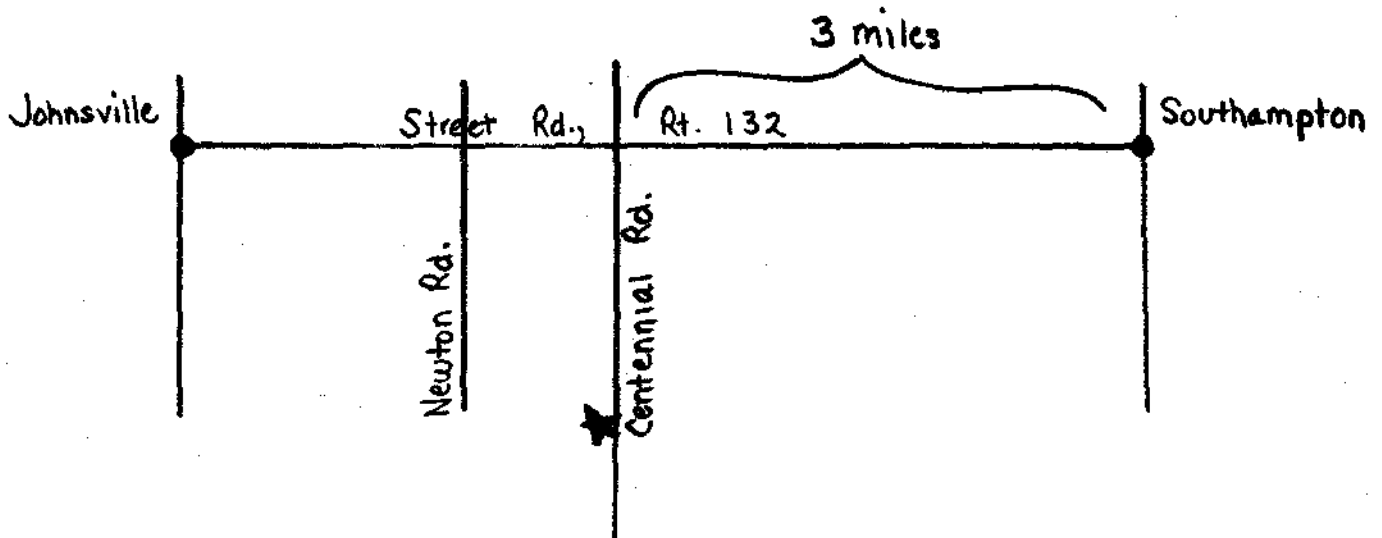 3 miles
Johnsville
Street Rd., Rt. 132
Southampton
Newton Rd.
Centennial Rd.